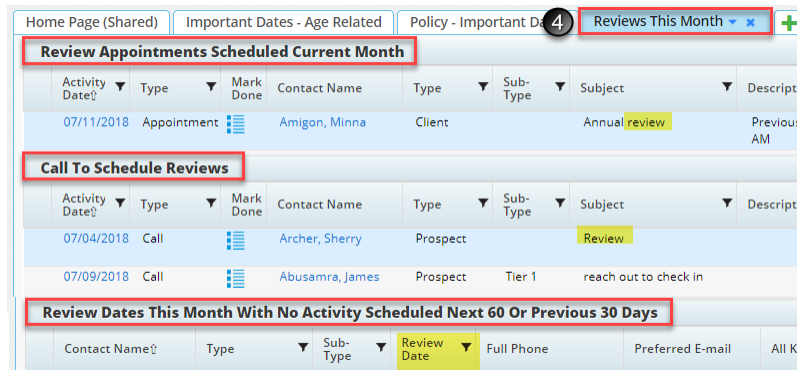 Home Page (Shared) Important Dates - Age Related Policy - Important Da 4 Reviews This Month
Review Appointments Scheduled Current Month
Activity Date⇧ Type Mark Done Contact Name Type Sub-Type Subject Descript
07/11/2018 Appointment Amigon, Minna Client Annual review Previous
AM
Call To Schedule Reviews
Activity Date⇧ Type Mark Done Contact Name Type Sub-Type Subject Descript
07/04/2018 Call Archer, Sherry Prospect Review
07/09/2018 Call Abusamra, James Prospect Tier 1 reach out to check in
Review Dates This Month With No Activity Scheduled Next 60 Or Previous 30 Days
Contact Name⇧ Type Sub-Type Review Date Full Phone Preferred E-mail All K